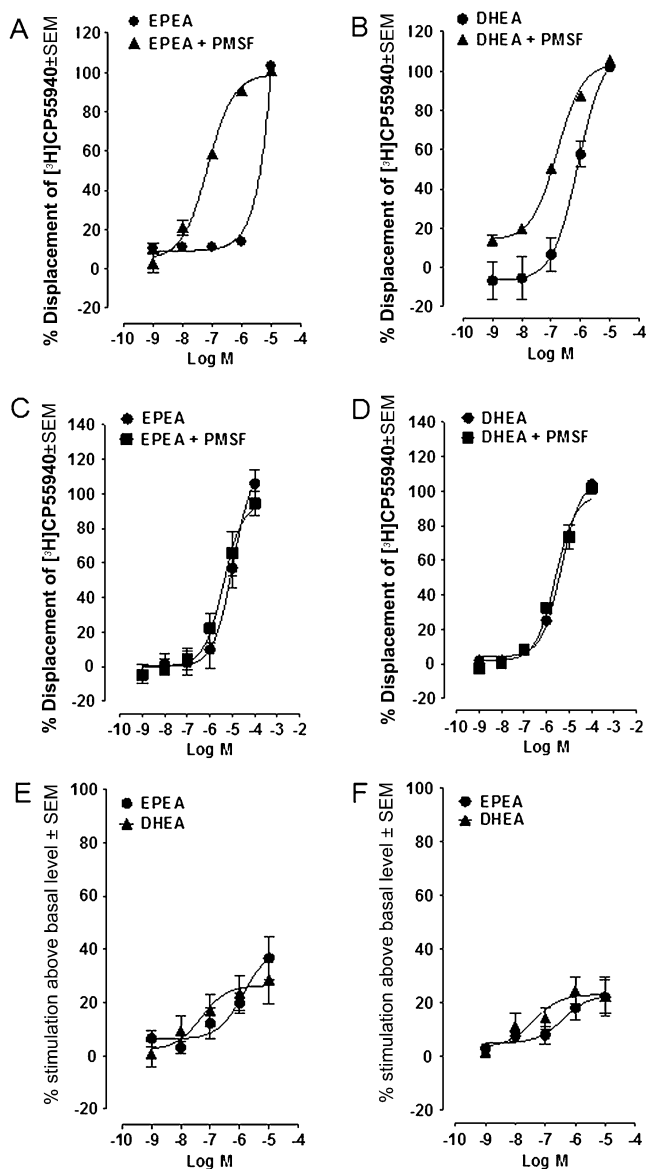 A
EPEA
EPEA + PMSF
% Displacement of [³H]CP55940±SEM
120
100
80
60
40
20
0
-20
-10 -9 -8 -7 -6 -5 -4
Log M
B
DHEA
DHEA + PMSF
% Displacement of [³H]CP55940±SEM
120
100
80
60
40
20
0
-20
-10 -9 -8 -7 -6 -5 -4
Log M
C
EPEA
EPEA + PMSF
% Displacement of [³H]CP55940±SEM
140
120
100
80
60
40
20
0
-20
-10 -9 -8 -7 -6 -5 -4 -3 -2
Log M
D
DHEA
DHEA + PMSF
% Displacement of [³H]CP55940±SEM
140
120
100
80
60
40
20
0
-20
-10 -9 -8 -7 -6 -5 -4 -3 -2
Log M
E
EPEA
DHEA
% stimulation above basal level ± SEM
100
80
60
40
20
0
-20
-10 -9 -8 -7 -6 -5 -4
Log M
F
EPEA
DHEA
% stimulation above basal level ± SEM
100
80
60
40
20
0
-20
-10 -9 -8 -7 -6 -5 -4
Log M